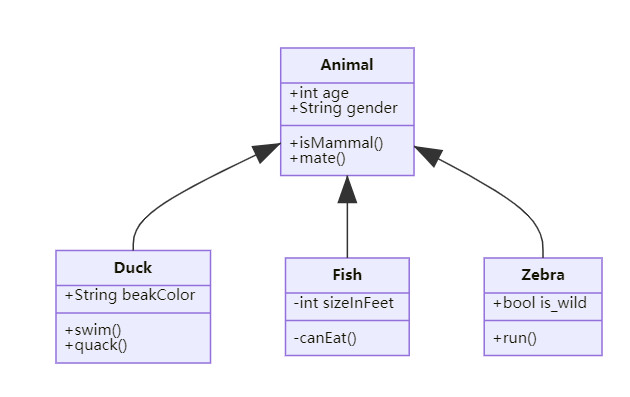 Animal
+int age
+String gender
+isMammal()
+mate()
Duck
+String beakColor
+swim()
+quack()
Fish
-int sizeInFeet
-canEat()
Zebra
+bool is_wild
+run()